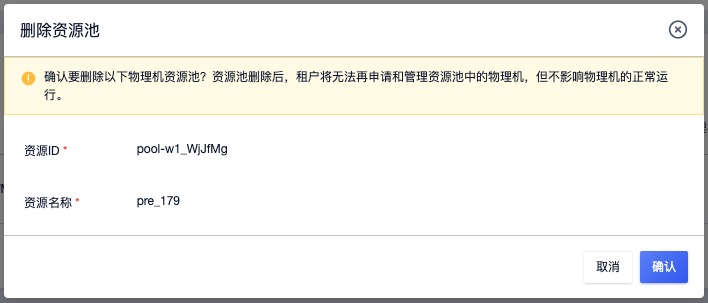 删除资源池
确认要删除以下物理机资源池？资源池删除后，租户将无法再申请和管理资源池中的物理机，但不影响物理机的正常运
行。
资源ID *
pool-w1_WjJfMg
资源名称 *
pre_179
取消
确认